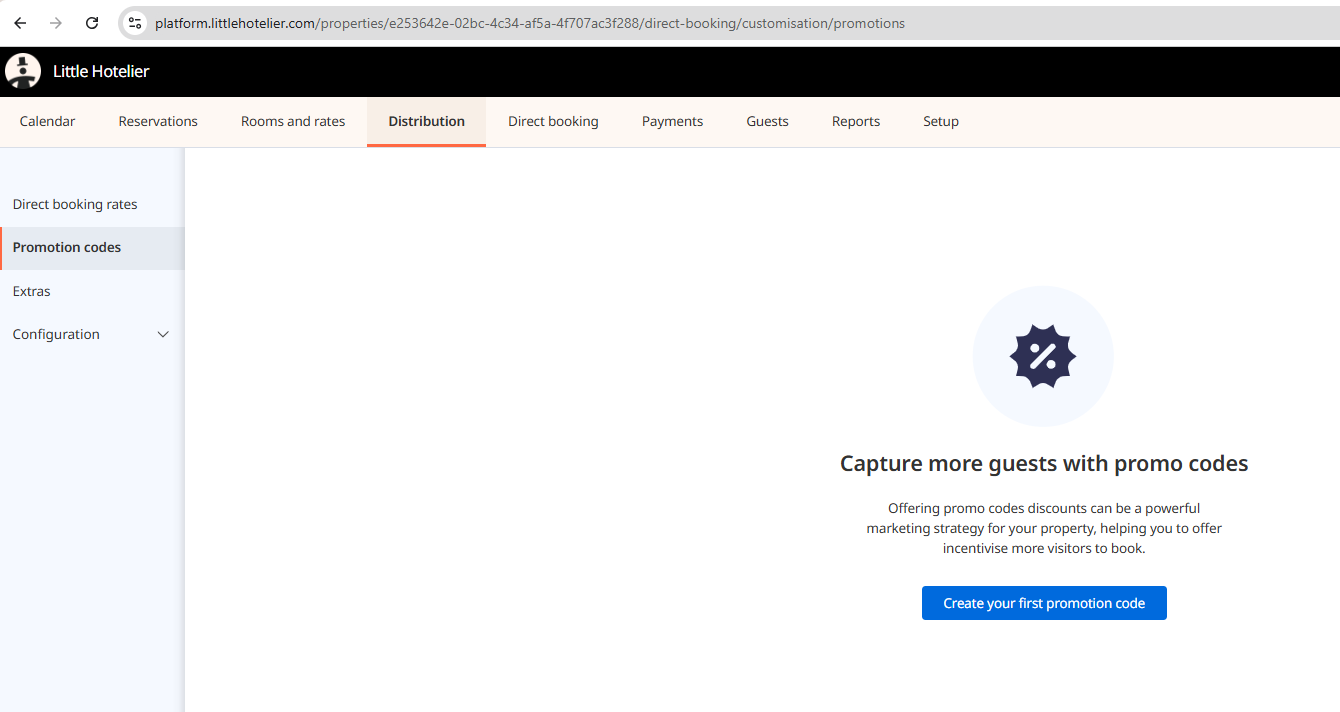 platform.littlehotelier.com/properties/e253642e-02bc-4c34-af5a-4f707ac3f288/direct-booking/customisation/promotions
Little Hotelier
Calendar Reservations Rooms and rates Distribution Direct booking Payments Guests Reports Setup
Direct booking rates
Promotion codes
Extras
Configuration
Capture more guests with promo codes
Offering promo codes discounts can be a powerful
marketing strategy for your property, helping you to offer
incentivise more visitors to book.
Create your first promotion code